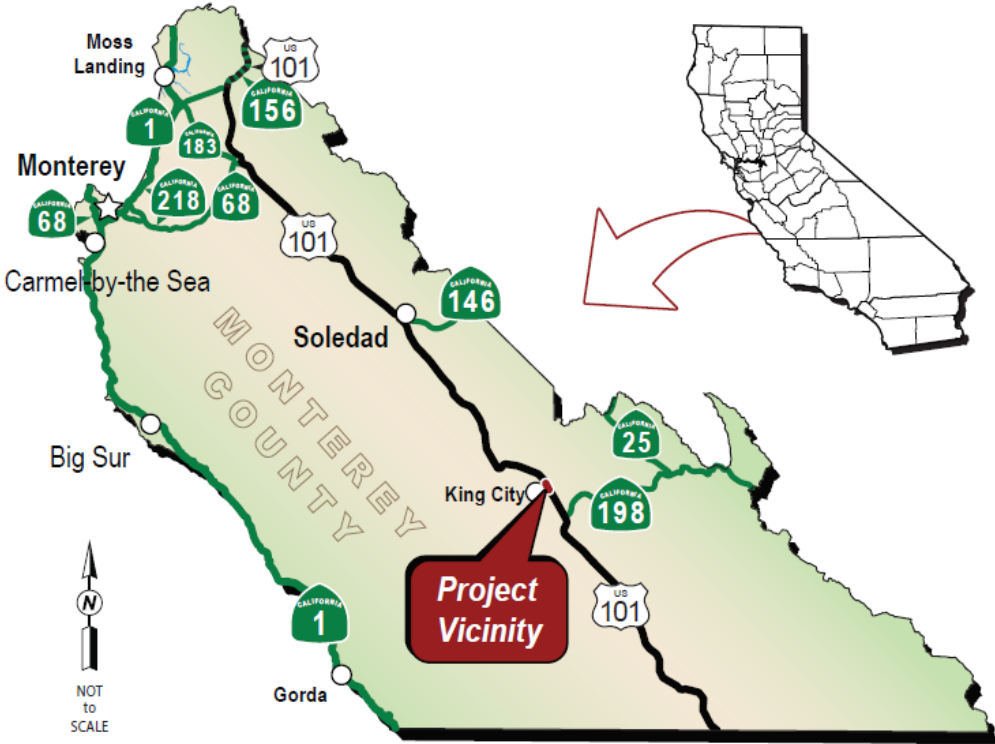 Moss
Landing
US
101
CALIFORNIA
156
CALIFORNIA
1
CALIFORNIA
183
Monterey
CALIFORNIA
218
CALIFORNIA
68
CALIFORNIA
68
US
101
Carmel-by-the Sea
CALIFORNIA
146
Soledad
MONTEREY
COUNTY
CALIFORNIA
25
Big Sur
King City
CALIFORNIA
198
Project
Vicinity
US
101
CALIFORNIA
1
N
Gorda
NOT
to
SCALE